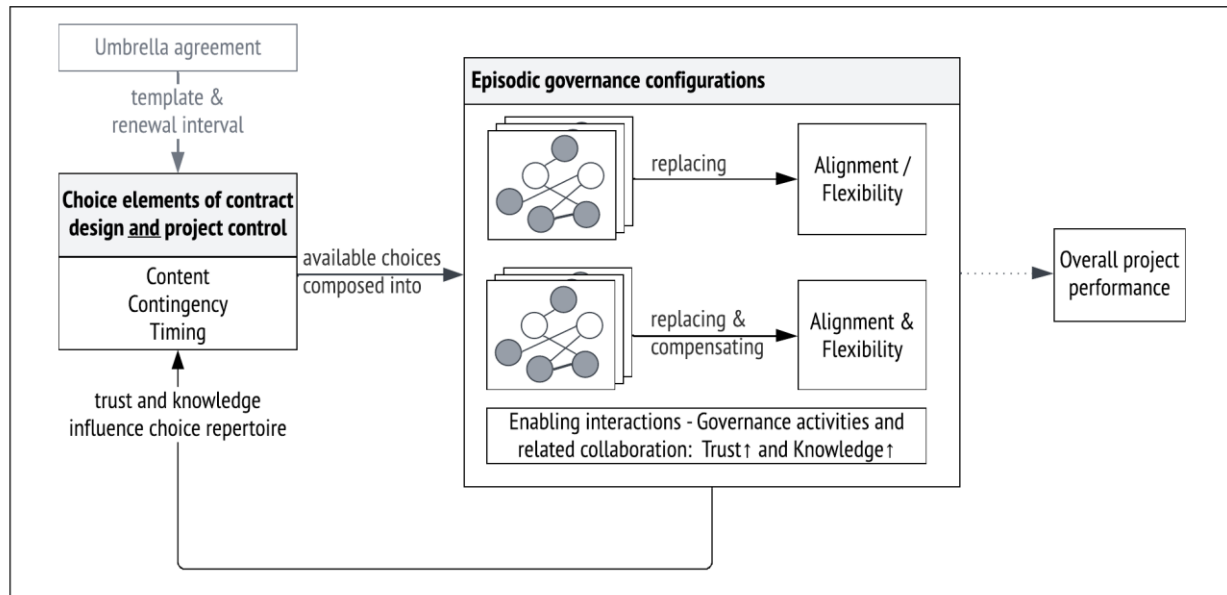 Umbrella agreement
template &
renewal interval
Choice elements of contract
design and project control
Content
Contingency
Timing
trust and knowledge
influence choice repertoire
available choices
composed into
Episodic governance configurations
replacing
Alignment /
Flexibility
replacing &
compensating
Alignment &
Flexibility
Enabling interactions - Governance activities and
related collaboration: Trust↑ and Knowledge↑
Overall project
performance